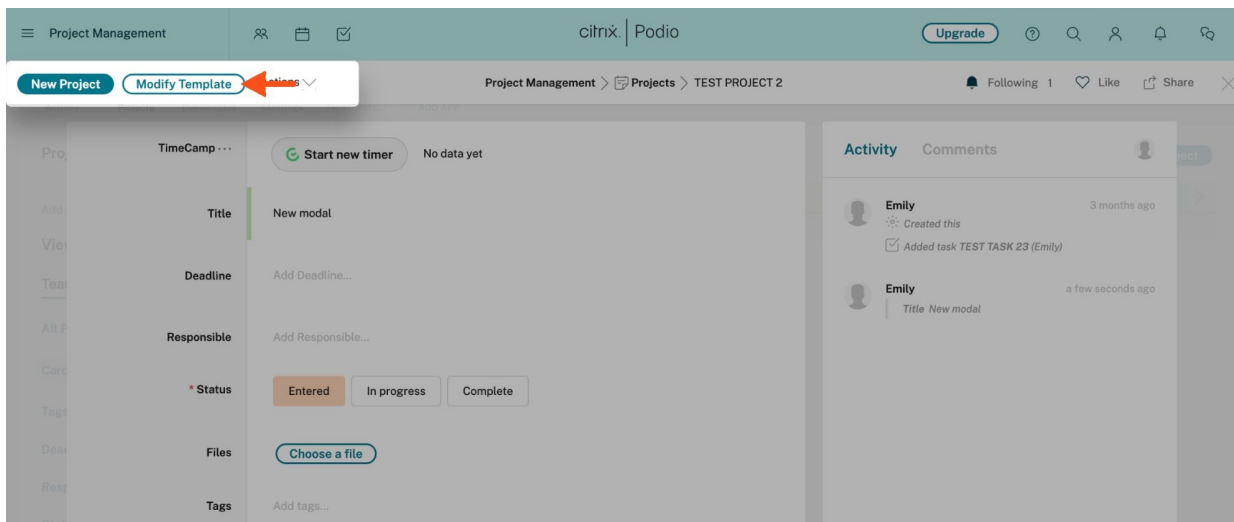 Project Management
citrix. | Podio
Upgrade
New Project
Modify Template
Project Management > Projects > TEST PROJECT 2
Following 1
Like
Share
Add App
TimeCamp ...
Start new timer
No data yet
Title
New modal
Deadline
Add Deadline...
Responsible
Add Responsible...
* Status
Entered
In progress
Complete
Files
Choose a file
Tags
Add tags...
Activity
Comments
Emily
3 months ago
Created this
Added task TEST TASK 23 (Emily)
Emily
a few seconds ago
Title New modal